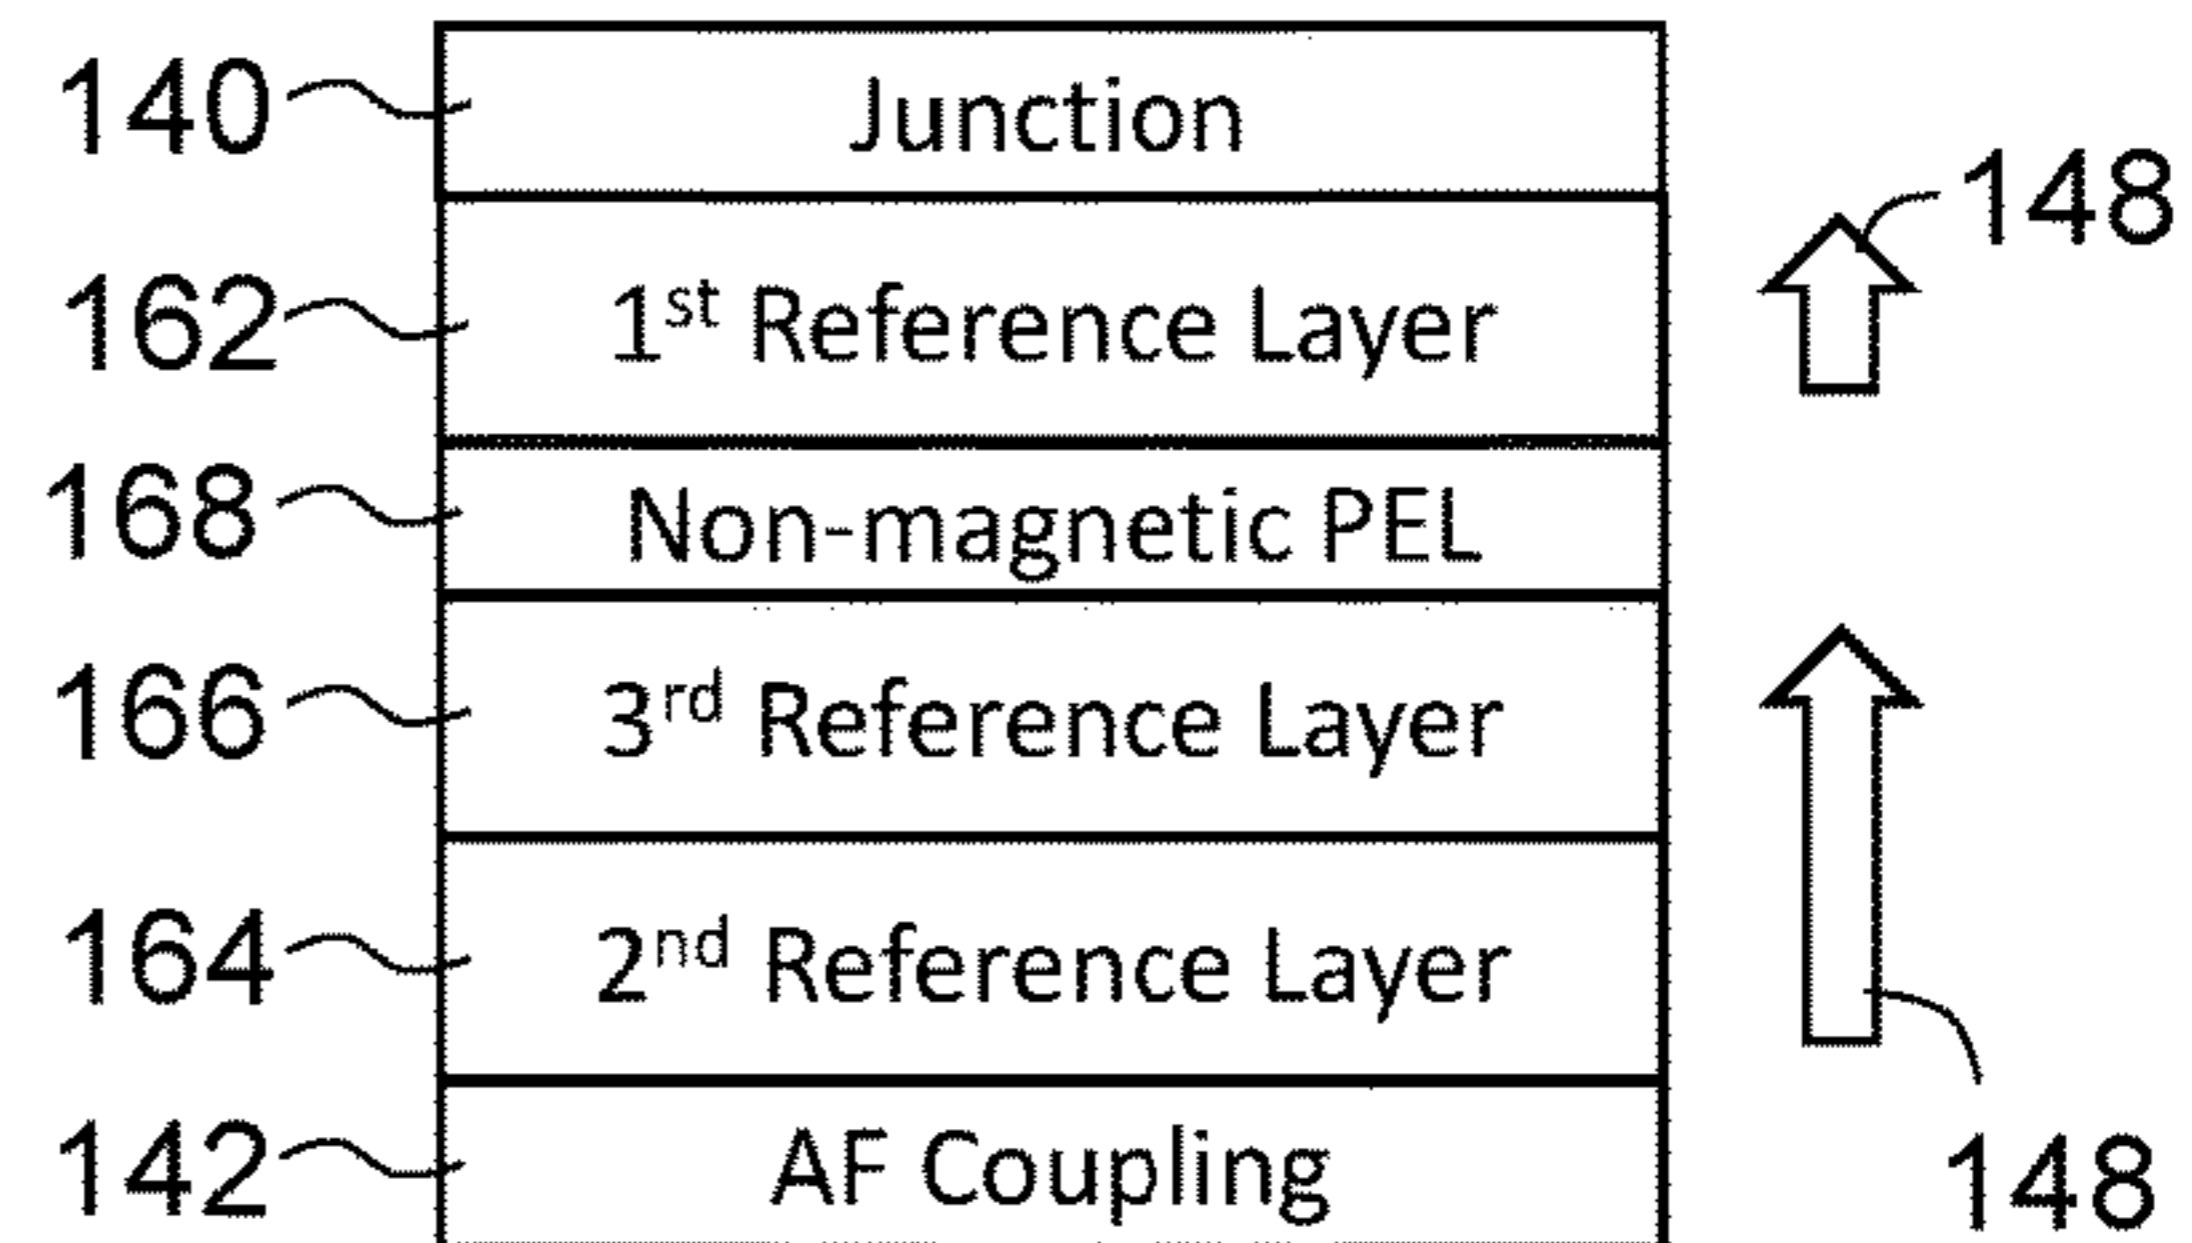 140 Junction
148
162 1st Reference Layer
168 Non-magnetic PEL
166 3rd Reference Layer
164 2nd Reference Layer
142 AF Coupling
148